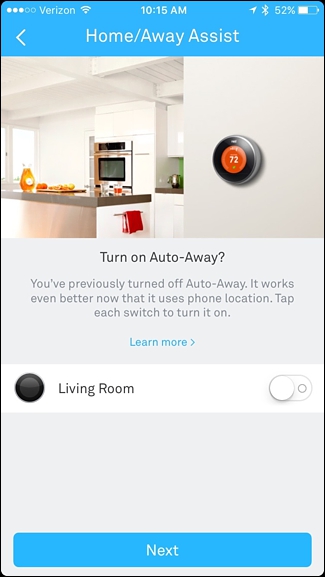 Verizon 10:15 AM 52%
Home/Away Assist
72
Turn on Auto-Away?
You've previously turned off Auto-Away. It works
even better now that it uses phone location. Tap
each switch to turn it on.
Learn more >
Living Room
Next